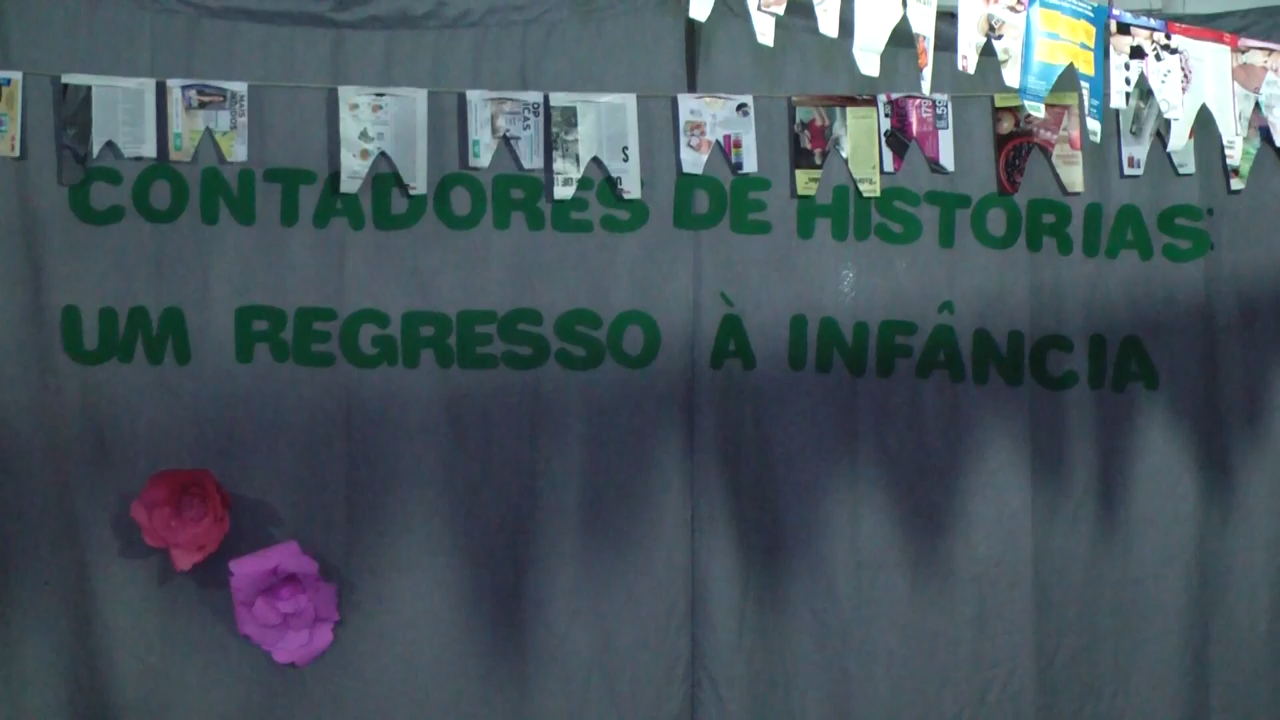 CONTADORES DE HISTORIAS:
UM REGRESSO À INFÂNCIA